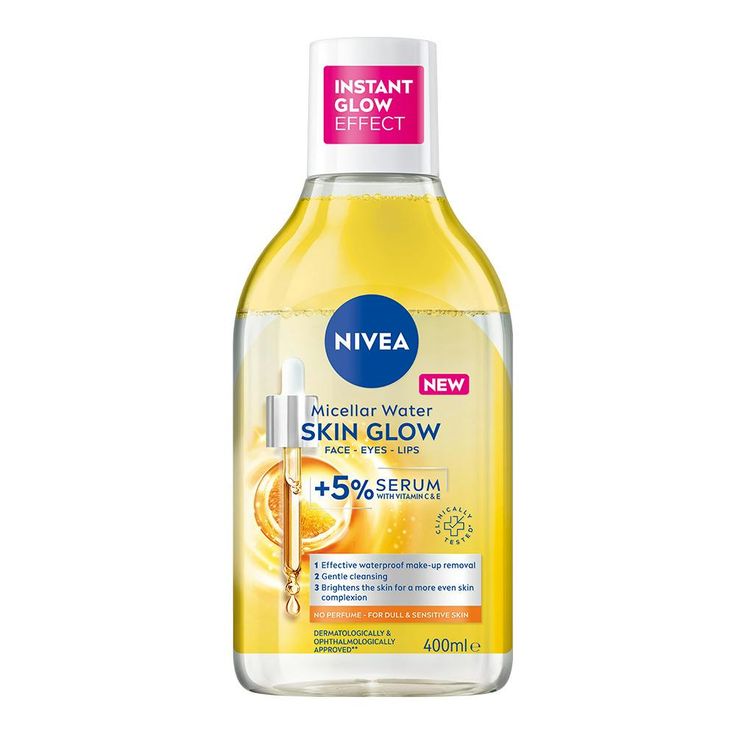 INSTANT
GLOW
EFFECT
NIVEA
NEW
Micellar Water
SKIN GLOW
FACE - EYES - LIPS
+5% SERUM
WITH VITAMIN C & E
CLINICALLY
TESTED*
1 Effective waterproof make-up removal
2 Gentle cleansing
3 Brightens the skin for a more even skin
complexion
NO PERFUME - FOR DULL & SENSITIVE SKIN
DERMATOLOGICALLY &
OPHTHALMOLOGICALLY
APPROVED**
400ml ℮